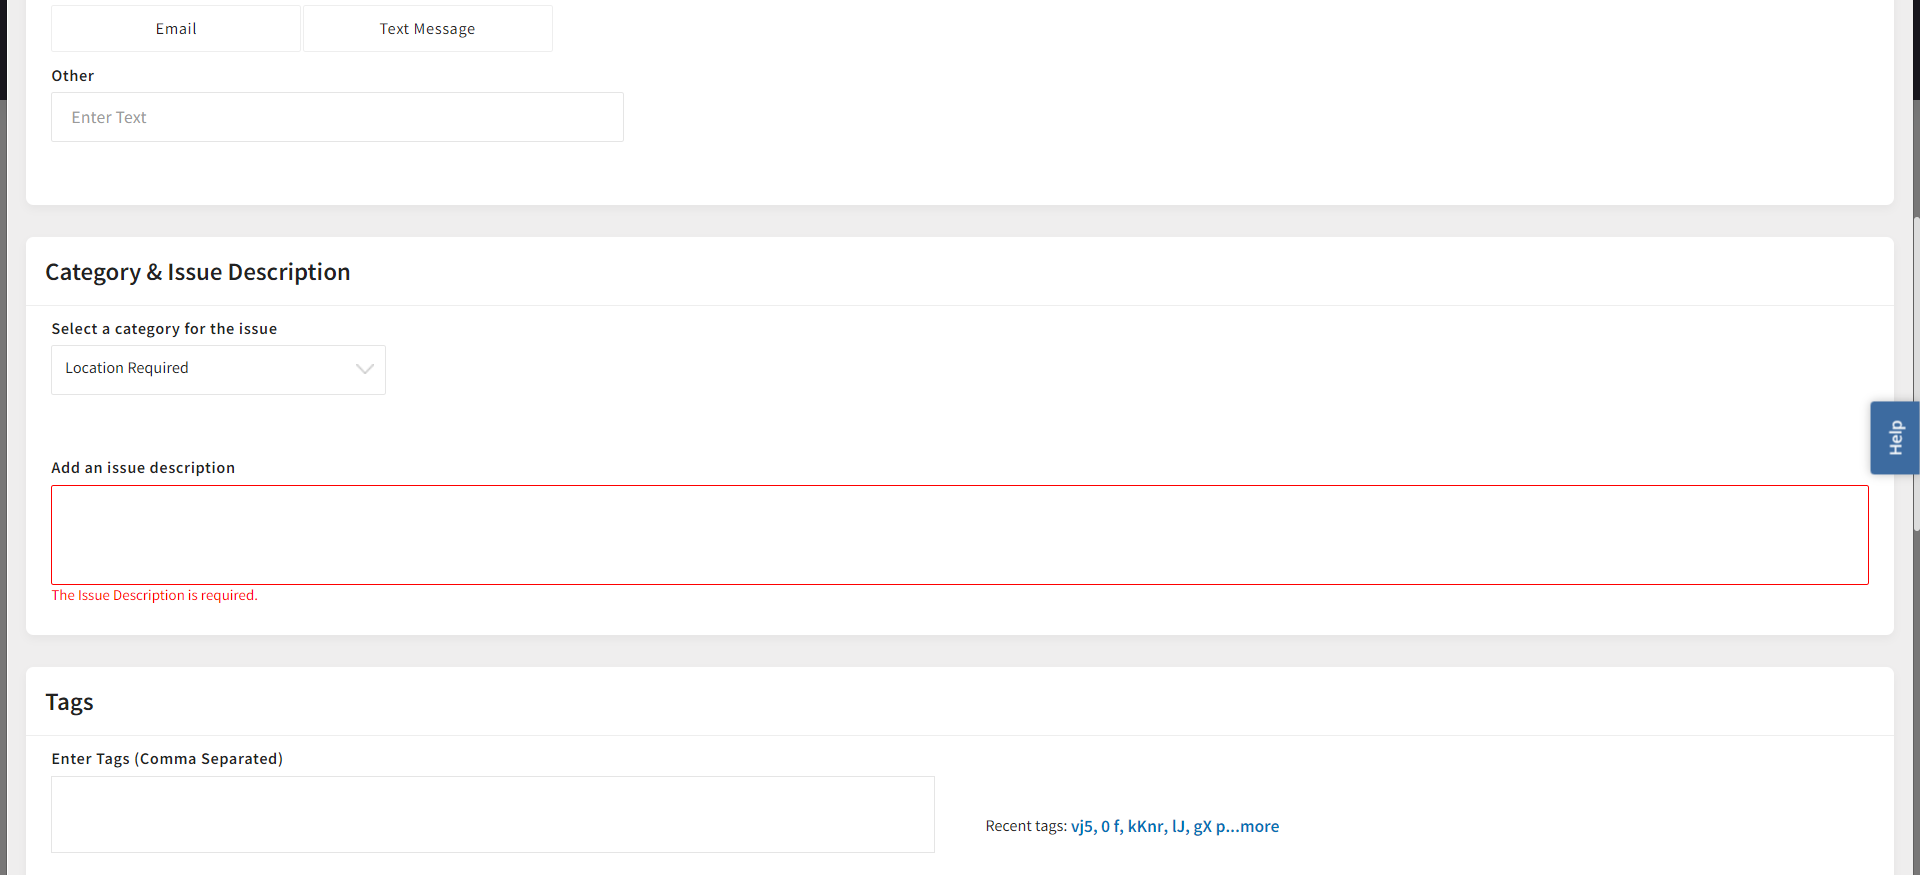 Email
Text Message
Other
Enter Text
Category & Issue Description
Select a category for the issue
Location Required
Help
Add an issue description
The Issue Description is required.
Tags
Enter Tags (Comma Separated)
Recent tags: vj5, 0 f, kKnr, lJ, gX p...more